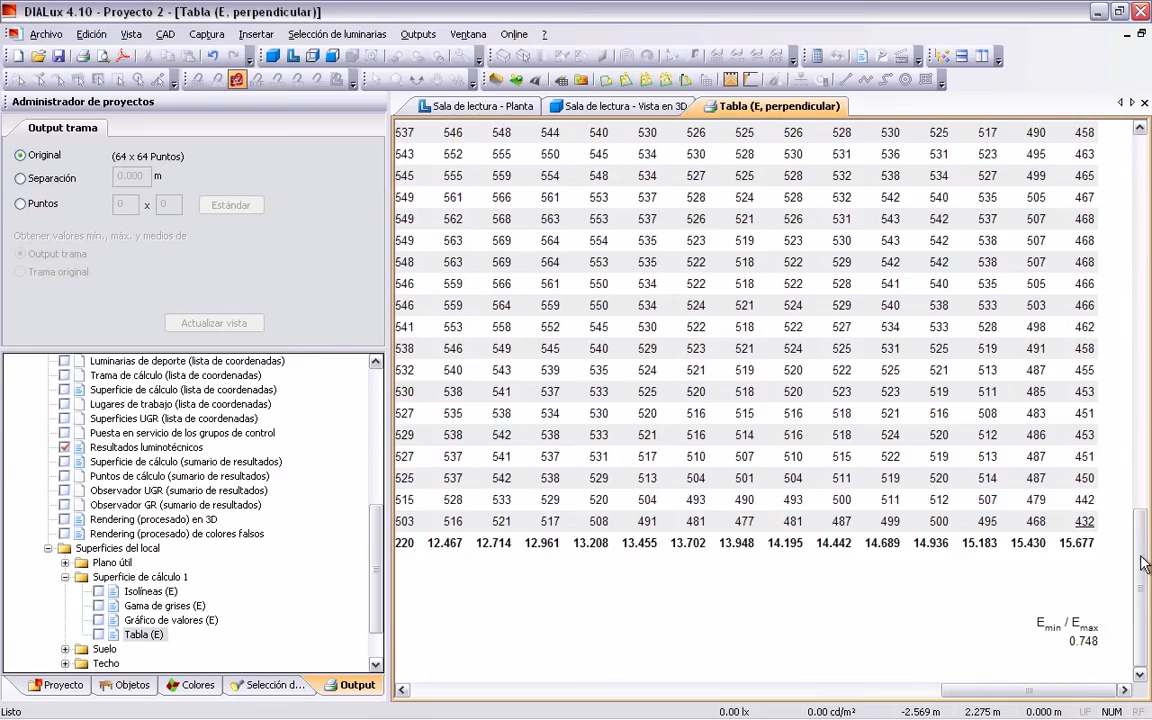 DIALux 4.10 - Proyecto 2 - [Tabla (E, perpendicular)]
Archivo Edición Vista CAD Captura Insertar Selección de luminarias Outputs Ventana Online ?
Administrador de proyectos
Output trama
Original (64 x 64 Puntos)
Separación 0.000 m
Puntos 0 x 0 Estándar
Obtener valores mín., máx. y medios de
Output trama
Trama original
Actualizar vista
Luminarias de deporte (lista de coordenadas)
Trama de cálculo (lista de coordenadas)
Superficie de cálculo (lista de coordenadas)
Lugares de trabajo (lista de coordenadas)
Superficies UGR (lista de coordenadas)
Puesta en servicio de los grupos de control
Resultados luminotécnicos
Superficie de cálculo (sumario de resultados)
Puntos de cálculo (sumario de resultados)
Observador UGR (sumario de resultados)
Observador GR (sumario de resultados)
Rendering (procesado) en 3D
Rendering (procesado) de colores falsos
Superficies del local
Plano útil
Superficie de cálculo 1
Isolíneas (E)
Gama de grises (E)
Gráfico de valores (E)
Tabla (E)
Suelo
Techo
Proyecto Objetos Colores Selección d... Output
Sala de lectura - Planta Sala de lectura - Vista en 3D Tabla (E, perpendicular)
537 546 548 544 540 530 526 525 526 528 530 525 517 490 458
543 552 555 550 545 534 530 528 530 531 536 531 523 495 463
545 555 559 554 548 534 527 525 528 532 538 534 527 499 465
549 561 566 561 553 537 528 524 528 532 542 540 535 505 467
549 562 568 563 553 537 526 521 526 531 543 542 537 507 468
549 563 569 564 554 535 523 519 523 530 543 542 538 507 468
548 563 569 564 553 535 522 518 522 529 542 542 538 507 468
546 559 566 561 550 534 522 518 522 528 541 540 535 505 466
546 559 564 559 550 534 524 521 524 529 540 538 533 503 466
541 553 558 552 545 530 522 518 522 527 534 533 528 498 462
538 546 549 545 540 529 523 521 524 525 531 525 519 491 458
532 540 543 539 535 524 521 519 520 522 525 521 513 487 455
530 538 541 537 533 525 520 518 520 523 523 519 511 485 453
527 535 538 534 530 520 516 515 516 518 521 516 508 483 451
529 538 542 538 533 521 516 514 516 518 524 520 512 486 453
527 537 541 537 531 517 510 507 510 515 522 519 513 487 451
525 537 542 538 529 513 504 501 504 511 519 520 514 487 450
515 528 533 529 520 504 493 490 493 500 511 512 507 479 442
503 516 521 517 508 491 481 477 481 487 499 500 495 468 432
220 12.467 12.714 12.961 13.208 13.455 13.702 13.948 14.195 14.442 14.689 14.936 15.183 15.430 15.677
Emin / Emax
0.748
Listo 0.00 lx 0.00 cd/m² -2.569 m 2.275 m 0.000 m UF NUM RF